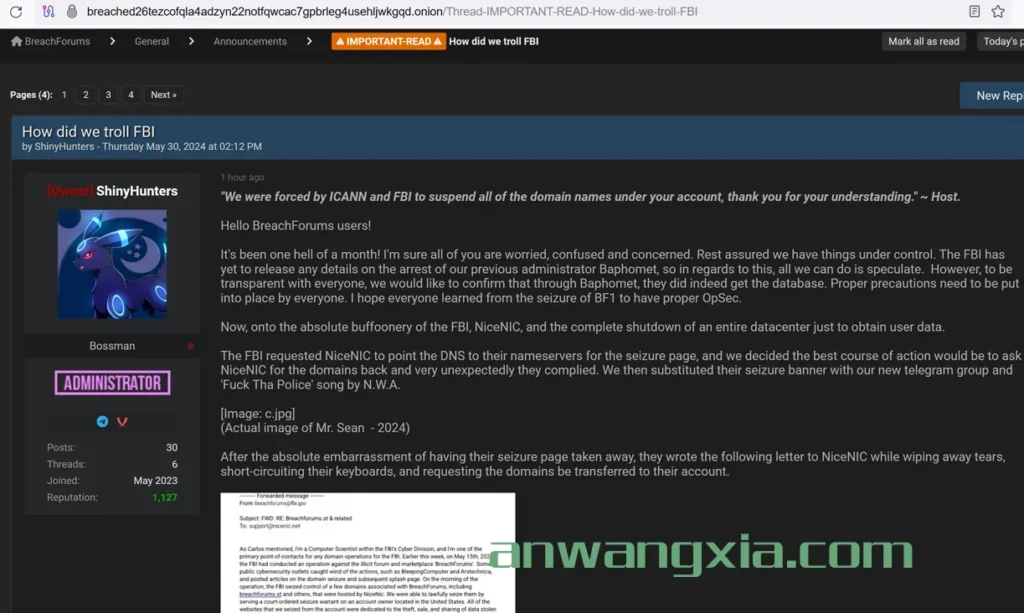 breached26tezcofqla4adzyn22notfqwcac7gpbrleg4usehljwkgqd.onion/Thread-IMPORTANT-READ-How-did-we-troll-FBI
BreachForums General Announcements IMPORTANT-READ How did we troll FBI
Mark all as read Today's p
Pages (4): 1 2 3 4 Next »
New Repl
How did we troll FBI
by ShinyHunters - Thursday May 30, 2024 at 02:12 PM
[Owner] ShinyHunters
Bossman
ADMINISTRATOR
Posts: 30
Threads: 6
Joined: May 2023
Reputation: 1,127
1 hour ago
"We were forced by ICANN and FBI to suspend all of the domain names under your account, thank you for your understanding." ~ Host.
Hello BreachForums users!
It's been one hell of a month! I'm sure all of you are worried, confused and concerned. Rest assured we have things under control. The FBI has
yet to release any details on the arrest of our previous administrator Baphomet, so in regards to this, all we can do is speculate. However, to be
transparent with everyone, we would like to confirm that through Baphomet, they did indeed get the database. Proper precautions need to be put
into place by everyone. I hope everyone learned from the seizure of BF1 to have proper OpSec.
Now, onto the absolute buffoonery of the FBI, NiceNIC, and the complete shutdown of an entire datacenter just to obtain user data.
The FBI requested NiceNIC to point the DNS to their nameservers for the seizure page, and we decided the best course of action would be to ask
NiceNIC for the domains back and very unexpectedly they complied. We then substituted their seizure banner with our new telegram group and
'Fuck Tha Police' song by N.W.A.
[Image: c.jpg]
(Actual image of Mr. Sean - 2024)
After the absolute embarrassment of having their seizure page taken away, they wrote the following letter to NiceNIC while wiping away tears,
short-circuiting their keyboards, and requesting the domains be transferred to their account.
-------- Forwarded message --------
From: breachforums@fbi.gov
Subject: FWD: RE: Breachforums.st & related
To: support@nicenic.net
As Carlos mentioned, I'm a Computer Scientist within the FBI's Cyber Division, and I'm one of the
primary point-of-contacts for any domain operations for the FBI. Earlier this week, on May 15th, 202
the FBI had conducted an operation against the illicit forum and marketplace 'BreachForums'. Som
public cybersecurity outlets caught wind of the actions, such as BleepingComputer and Arstechnica,
and posted articles on the domain seizure and subsequent splash page. On the morning of the
operation, the FBI seized control of a few domains associated with BreachForums, including
breachforums.st and others, that were hosted by NiceNic. We were able to lawfully seize them by
serving a court-ordered seizure warrant on an account owner located in the United States. All of the
websites that we seized from the account were dedicated to the theft, sale, and sharing of data stolen
anwangxia.com